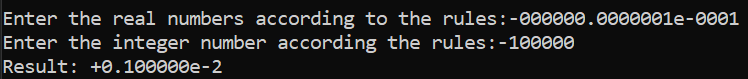 Enter the real numbers according to the rules:-000000.0000001e-0001
Enter the integer number according the rules:-100000
Result: +0.100000e-2